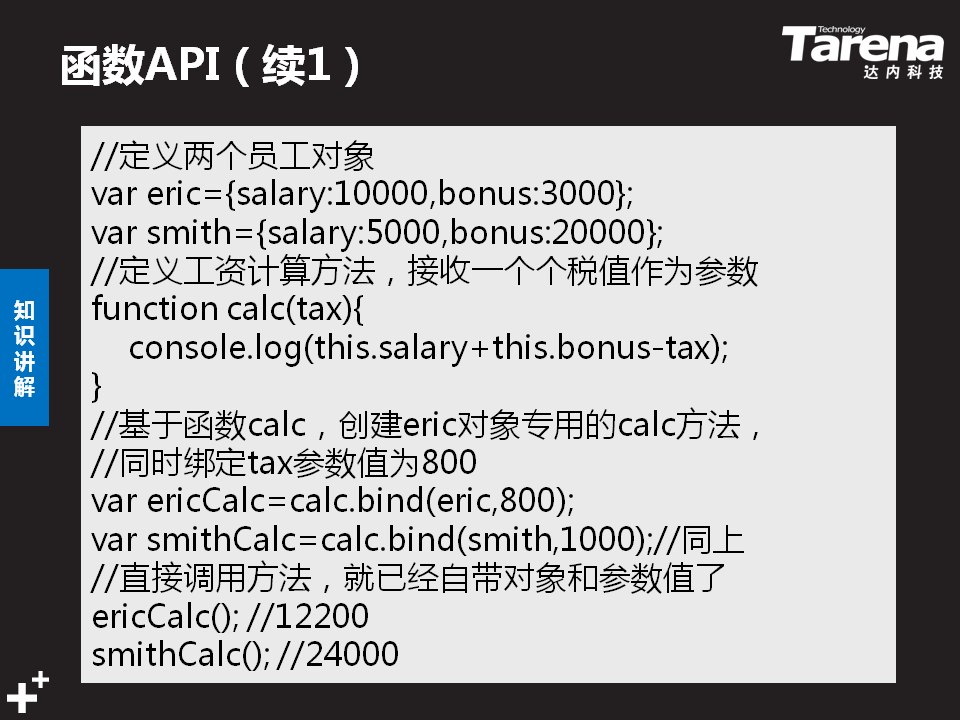 函数API（续1）
Technology
Tarena
达内科技
知识讲解
//定义两个员工对象
var eric={salary:10000,bonus:3000};
var smith={salary:5000,bonus:20000};
//定义工资计算方法，接收一个个税值作为参数
function calc(tax){
    console.log(this.salary+this.bonus-tax);
}
//基于函数calc，创建eric对象专用的calc方法，
//同时绑定tax参数值为800
var ericCalc=calc.bind(eric,800);
var smithCalc=calc.bind(smith,1000);//同上
//直接调用方法，就已经自带对象和参数值了
ericCalc(); //12200
smithCalc(); //24000